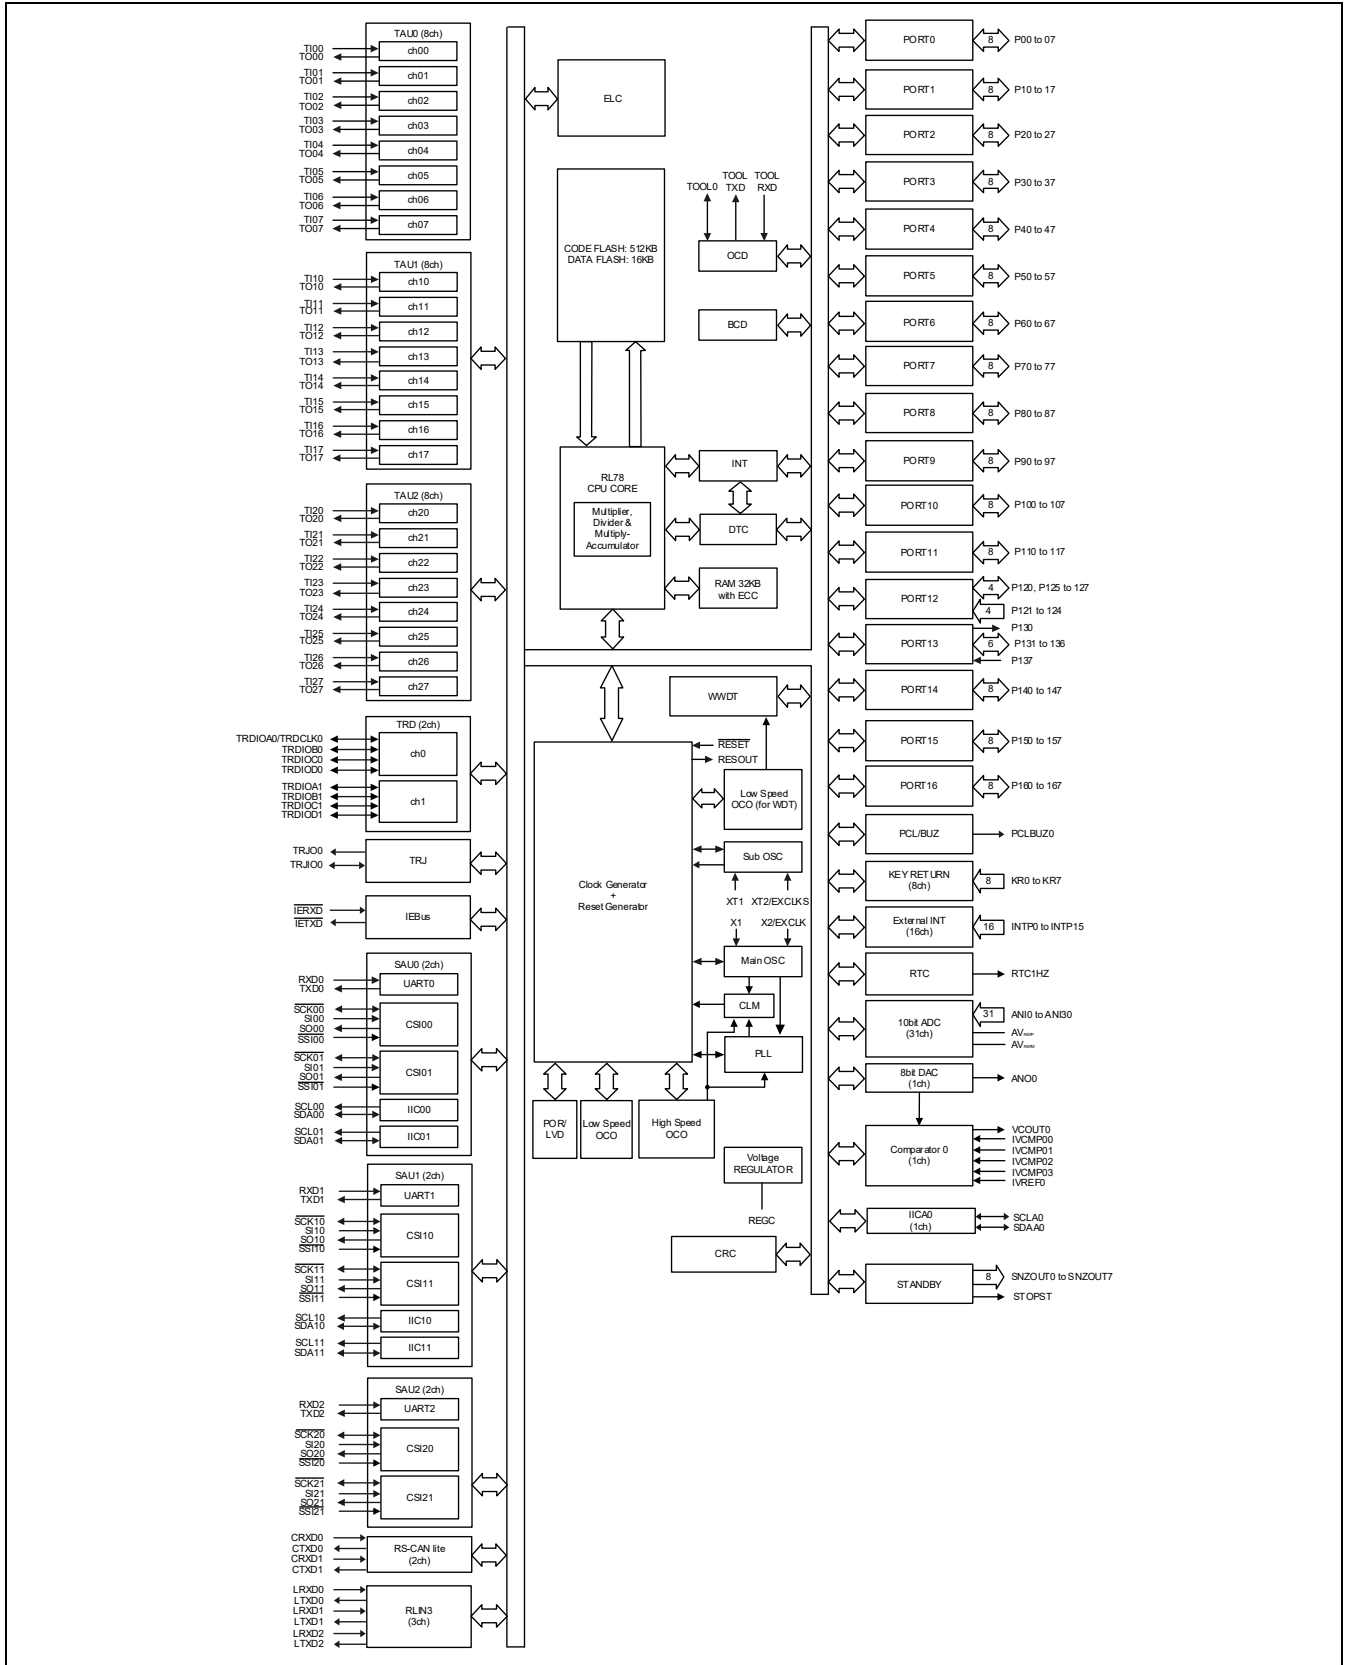 TAU0 (8ch)
TI00
TO00
ch00
TI01
TO01
ch01
TI02
TO02
ch02
TI03
TO03
ch03
TI04
TO04
ch04
TI05
TO05
ch05
TI06
TO06
ch06
TI07
TO07
ch07
TAU1 (8ch)
TI10
TO10
ch10
TI11
TO11
ch11
TI12
TO12
ch12
TI13
TO13
ch13
TI14
TO14
ch14
TI15
TO15
ch15
TI16
TO16
ch16
TI17
TO17
ch17
TAU2 (8ch)
TI20
TO20
ch20
TI21
TO21
ch21
TI22
TO22
ch22
TI23
TO23
ch23
TI24
TO24
ch24
TI25
TO25
ch25
TI26
TO26
ch26
TI27
TO27
ch27
TRD (2ch)
TRDIOA0/TRDCLK0
TRDIOB0
TRDIOC0
TRDIOD0
ch0
TRDIOA1
TRDIOB1
TRDIOC1
TRDIOD1
ch1
TRJO0
TRJIO0
TRJ
IERXD
IETXD
IEBus
SAU0 (2ch)
RXD0
TXD0
UART0
SCK00
SI00
SO00
SSI00
CSI00
SCK01
SI01
SO01
SSI01
CSI01
SCL00
SDA00
IIC00
SCL01
SDA01
IIC01
SAU1 (2ch)
RXD1
TXD1
UART1
SCK10
SI10
SO10
SSI10
CSI10
SCK11
SI11
SO11
SSI11
CSI11
SCL10
SDA10
IIC10
SCL11
SDA11
IIC11
SAU2 (2ch)
RXD2
TXD2
UART2
SCK20
SI20
SO20
SSI20
CSI20
SCK21
SI21
SO21
SSI21
CSI21
CRXD0
CTXD0
CRXD1
CTXD1
RS-CAN lite
(2ch)
LRXD0
LTXD0
LRXD1
LTXD1
LRXD2
LTXD2
RLIN3
(3ch)
ELC
CODE FLASH: 512KB
DATA FLASH: 16KB
TOOL0
TOOL
TXD
TOOL
RXD
OCD
BCD
RL78
CPU CORE
Multiplier,
Divider &
Multiply-
Accumulator
INT
DTC
RAM 32KB
with ECC
WWDT
RESET
RESOUT
Low Speed
OCO (for WDT)
Sub OSC
XT1
XT2/EXCLKS
X1
X2/EXCLK
Main OSC
CLM
PLL
Clock Generator
+
Reset Generator
POR/
LVD
Low Speed
OCO
High Speed
OCO
Voltage
REGULATOR
REGC
CRC
PORT0
8
P00 to 07
PORT1
8
P10 to 17
PORT2
8
P20 to 27
PORT3
8
P30 to 37
PORT4
8
P40 to 47
PORT5
8
P50 to 57
PORT6
8
P60 to 67
PORT7
8
P70 to 77
PORT8
8
P80 to 87
PORT9
8
P90 to 97
PORT10
8
P100 to 107
PORT11
8
P110 to 117
PORT12
4
P120, P125 to 127
4
P121 to 124
PORT13
P130
6
P131 to 136
P137
PORT14
8
P140 to 147
PORT15
8
P150 to 157
PORT16
8
P160 to 167
PCL/BUZ
PCLBUZ0
KEY RETURN
(8ch)
8
KR0 to KR7
External INT
(16ch)
16
INTP0 to INTP15
RTC
RTC1HZ
10bit ADC
(31ch)
31
ANI0 to ANI30
AVREFP
AVREFM
8bit DAC
(1ch)
ANO0
Comparator 0
(1ch)
VCOUT0
IVCMP00
IVCMP01
IVCMP02
IVCMP03
IVREF0
IICA0
(1ch)
SCLA0
SDAA0
STANDBY
8
SNZOUT0 to SNZOUT7
STOPST